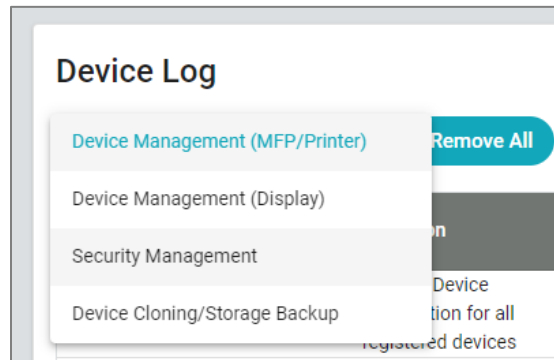 Device Log
Device Management (MFP/Printer)
Remove All
Device Management (Display)
Security Management
Device Cloning/Storage Backup
Device
for all
registered devices